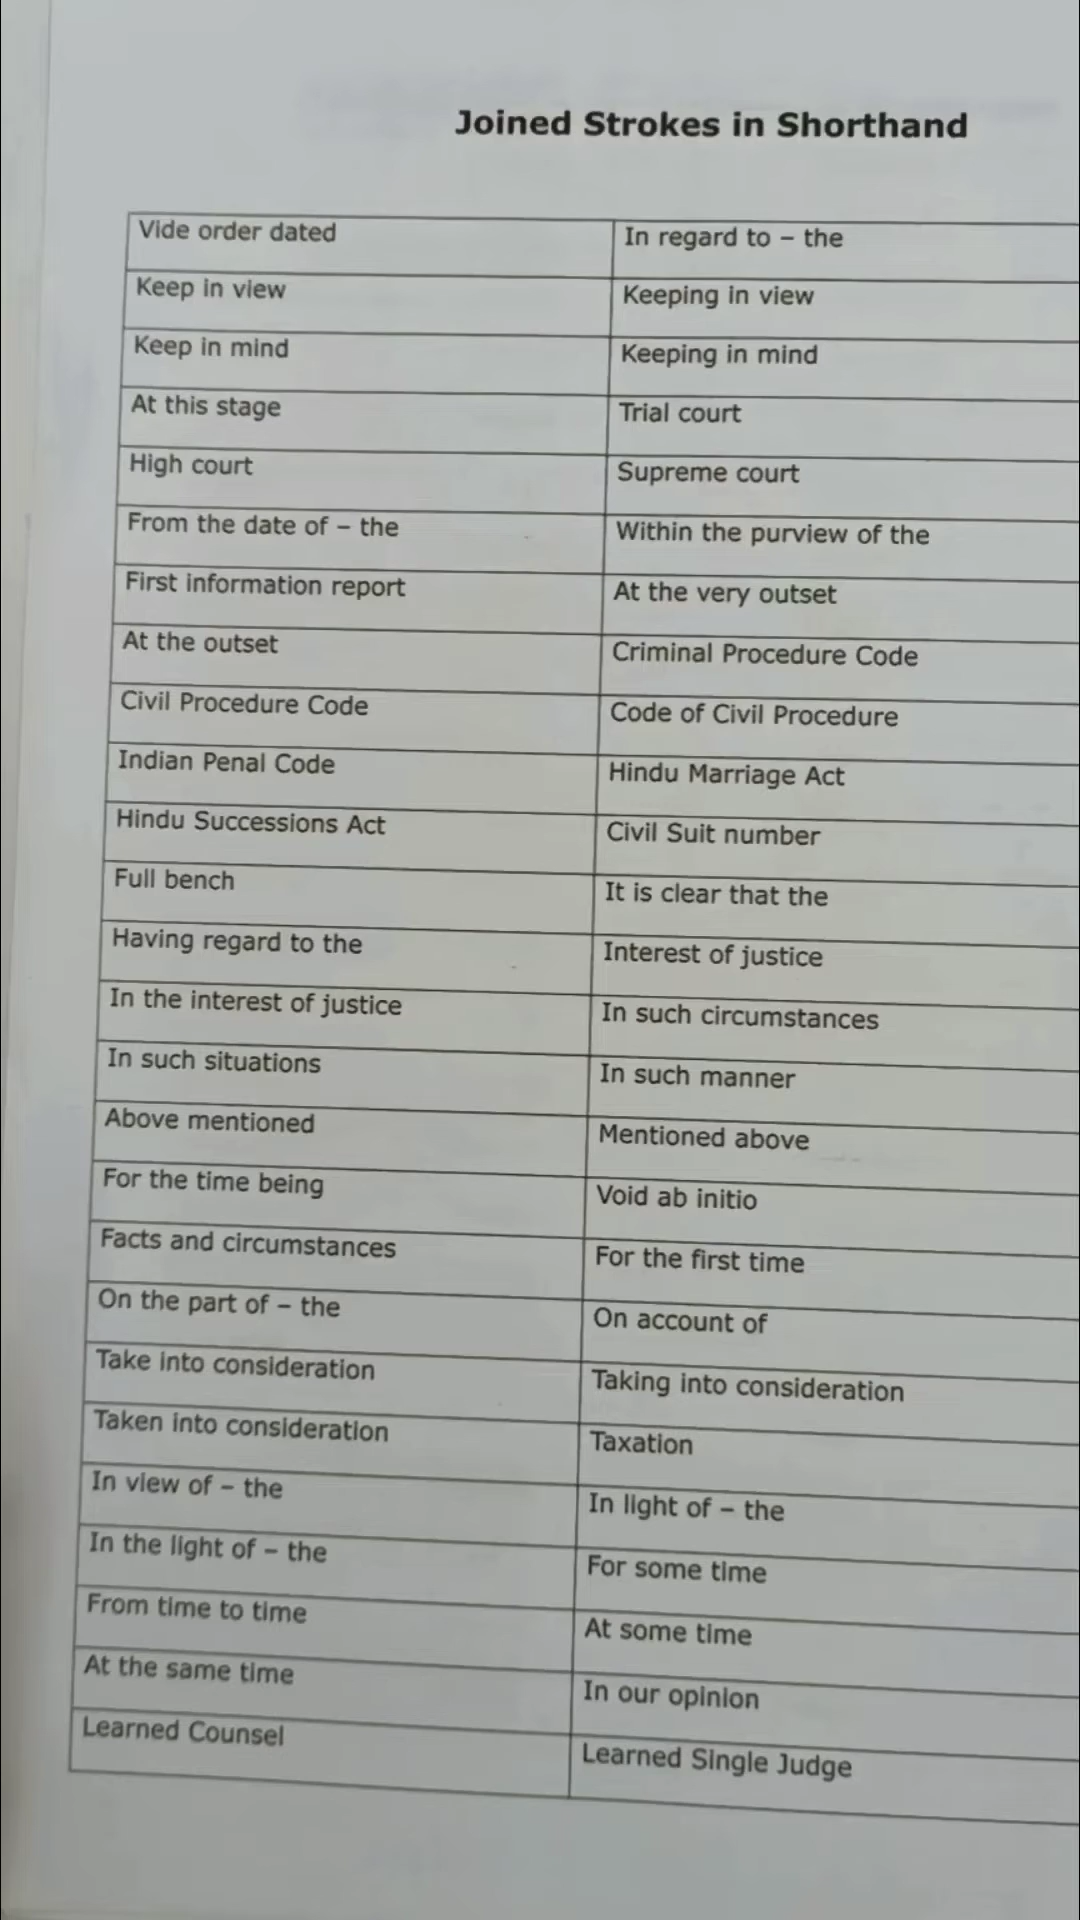 Joined Strokes in Shorthand
Vide order dated
In regard to – the
Keep in view
Keeping in view
Keep in mind
Keeping in mind
At this stage
Trial court
High court
Supreme court
From the date of – the
Within the purview of the
First information report
At the very outset
At the outset
Criminal Procedure Code
Civil Procedure Code
Code of Civil Procedure
Indian Penal Code
Hindu Marriage Act
Hindu Successions Act
Civil Suit number
Full bench
It is clear that the
Having regard to the
Interest of justice
In the interest of justice
In such circumstances
In such situations
In such manner
Above mentioned
Mentioned above
For the time being
Void ab initio
Facts and circumstances
For the first time
On the part of – the
On account of
Take into consideration
Taking into consideration
Taken into consideration
Taxation
In view of – the
In light of – the
In the light of – the
For some time
From time to time
At some time
At the same time
In our opinion
Learned Counsel
Learned Single Judge